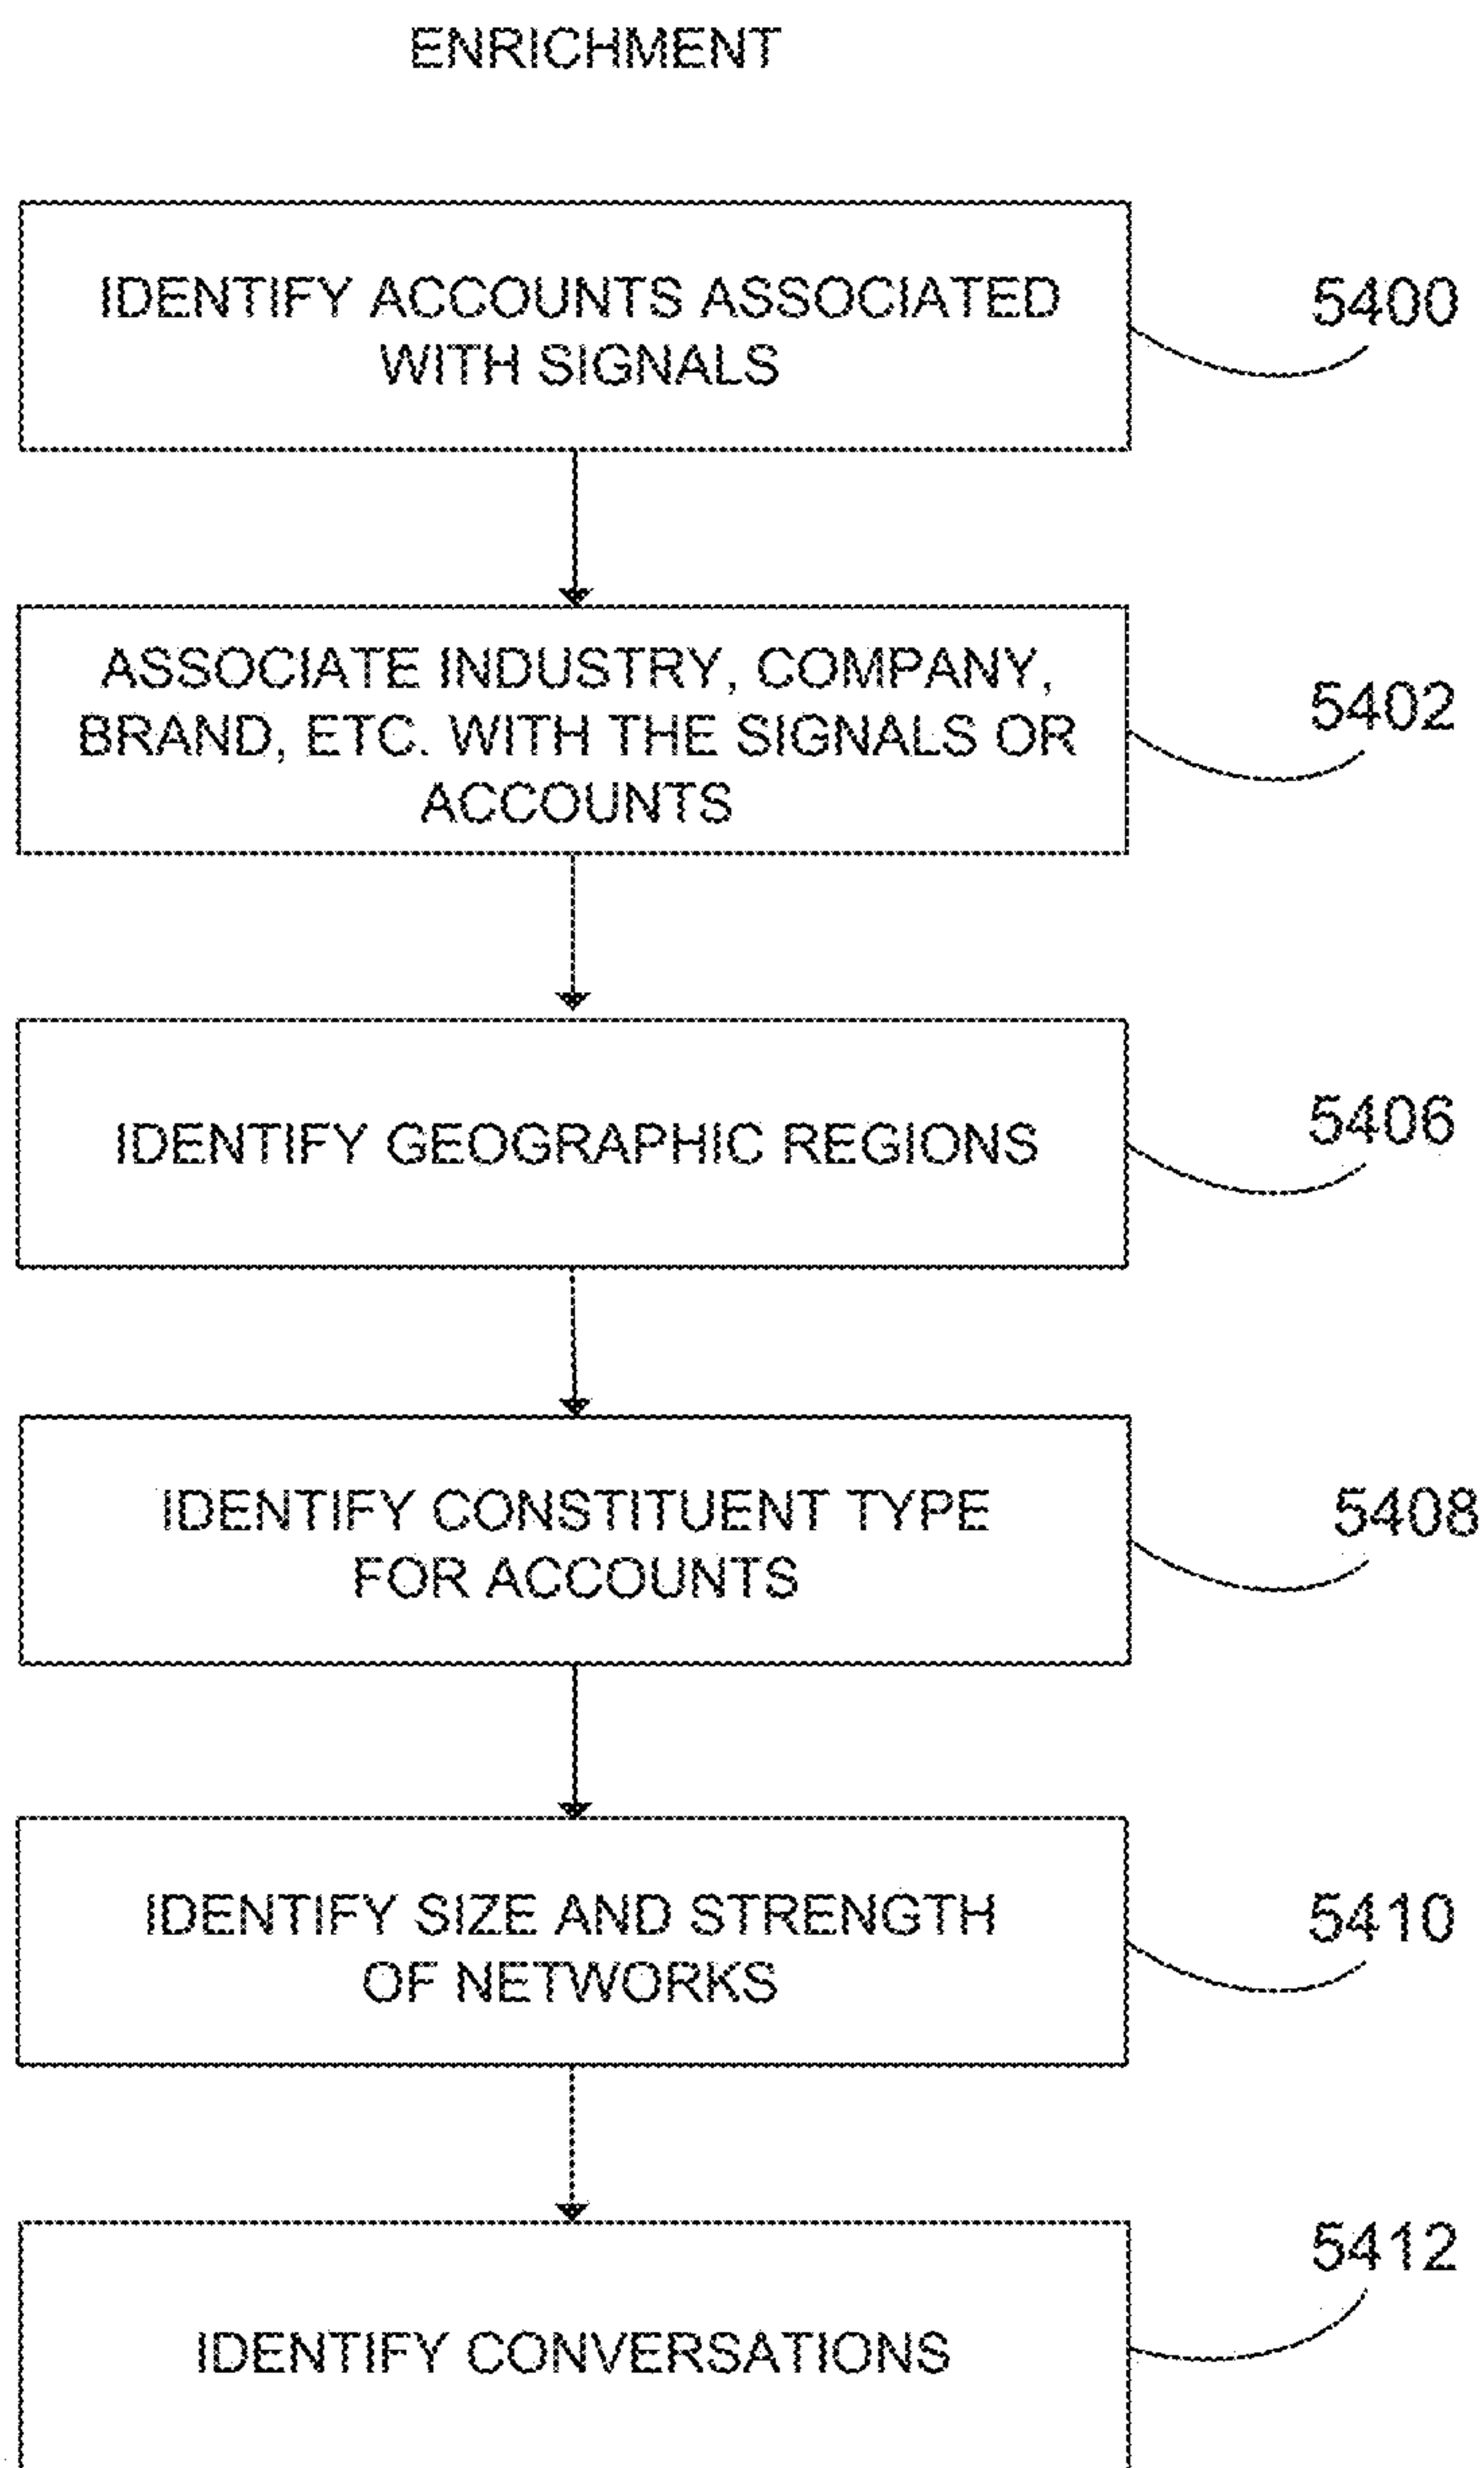 ENRICHMENT
IDENTIFY ACCOUNTS ASSOCIATED
WITH SIGNALS
5400
ASSOCIATE INDUSTRY, COMPANY,
BRAND, ETC. WITH THE SIGNALS OR
ACCOUNTS
5402
IDENTIFY GEOGRAPHIC REGIONS
5406
IDENTIFY CONSTITUENT TYPE
FOR ACCOUNTS
5408
IDENTIFY SIZE AND STRENGTH
OF NETWORKS
5410
IDENTIFY CONVERSATIONS
5412